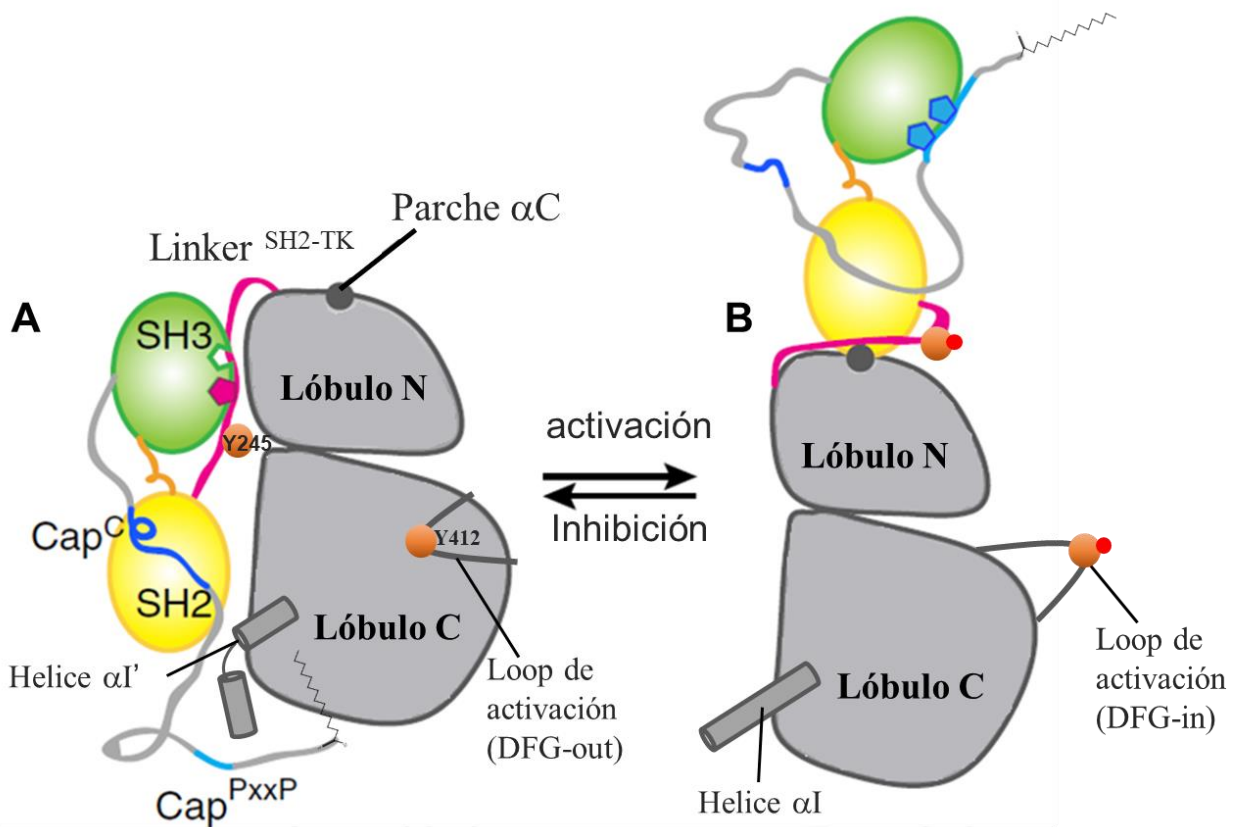 Parche αC
Linker SH2-TK
A
SH3
Lóbulo N
Y245
CapC
SH2
Y412
Lóbulo C
Helice αI’
Loop de
activación
(DFG-out)
CapPxxP
activación
Inhibición
B
Lóbulo N
Lóbulo C
Loop de
activación
(DFG-in)
Helice αI